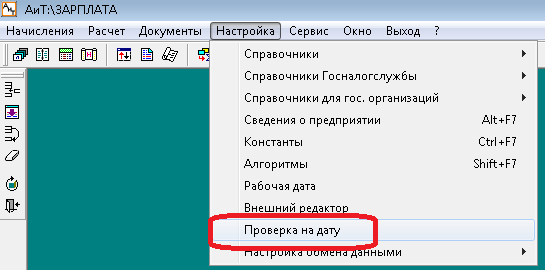 АиТ:\ЗАРПЛАТА
Начисления Расчет Документы Настройка Сервис Окно Выход ?
Справочники
Справочники Госналогслужбы
Справочники для гос. организаций
Сведения о предприятии Alt+F7
Константы Ctrl+F7
Алгоритмы Shift+F7
Рабочая дата
Внешний редактор
Проверка на дату
Настройка обмена данными